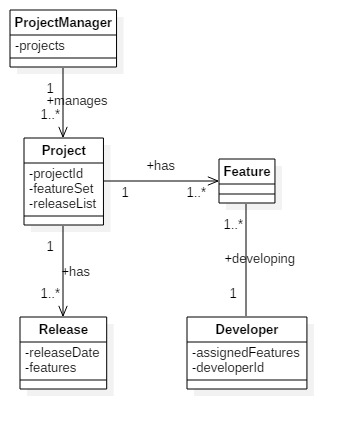 ProjectManager
-projects
1
+manages
1..*
Project
-projectId
-featureSet
-releaseList
+has
1
1..*
Feature
1..*
+developing
1
1
+has
1..*
Release
-releaseDate
-features
Developer
-assignedFeatures
-developerId